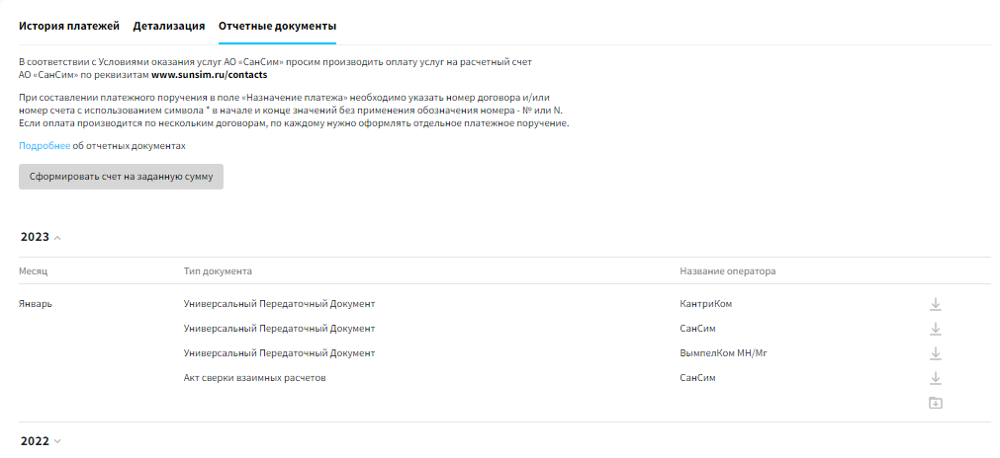 История платежей Детализация Отчетные документы
В соответствии с Условиями оказания услуг АО «СанСим» просим производить оплату услуг на расчетный счет
АО «СанСим» по реквизитам www.sunsim.ru/contacts
При составлении платежного поручения в поле «Назначение платежа» необходимо указать номер договора и/или
номер счета с использованием символа * в начале и конце значений без применения обозначения номера - № или N.
Если оплата производится по нескольким договорам, по каждому нужно оформлять отдельное платежное поручение.
Подробнее об отчетных документах
Сформировать счет на заданную сумму
2023
Месяц Тип документа Название оператора
Январь Универсальный Передаточный Документ КантриКом
Универсальный Передаточный Документ СанСим
Универсальный Передаточный Документ ВымпелКом МН/Мг
Акт сверки взаимных расчетов СанСим
2022